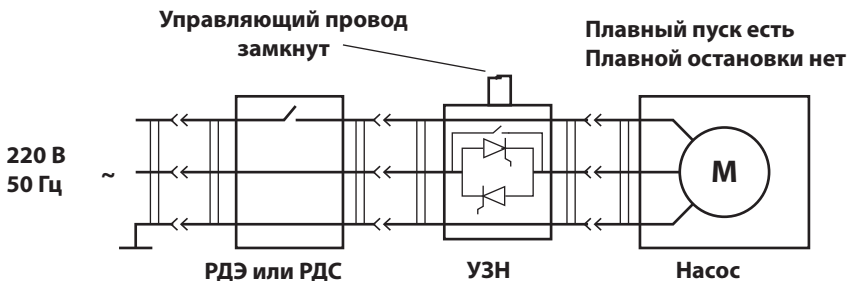 Управляющий провод
замкнут
Плавный пуск есть
Плавной остановки нет
220 В
50 Гц
~
М
РДЭ или РДС
УЗН
Насос